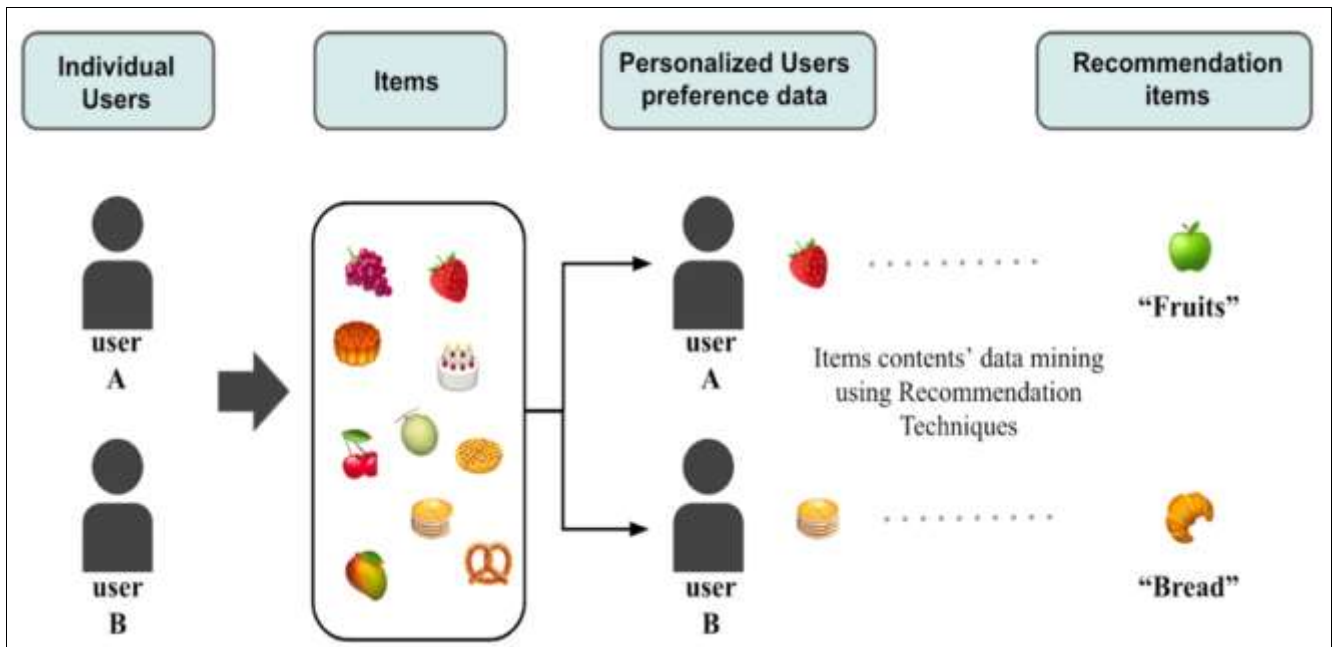 Individual
Users
Items
Personalized Users
preference data
Recommendation
items
user
A
user
A
“Fruits”
Items contents’ data mining
using Recommendation
Techniques
user
B
user
B
“Bread”